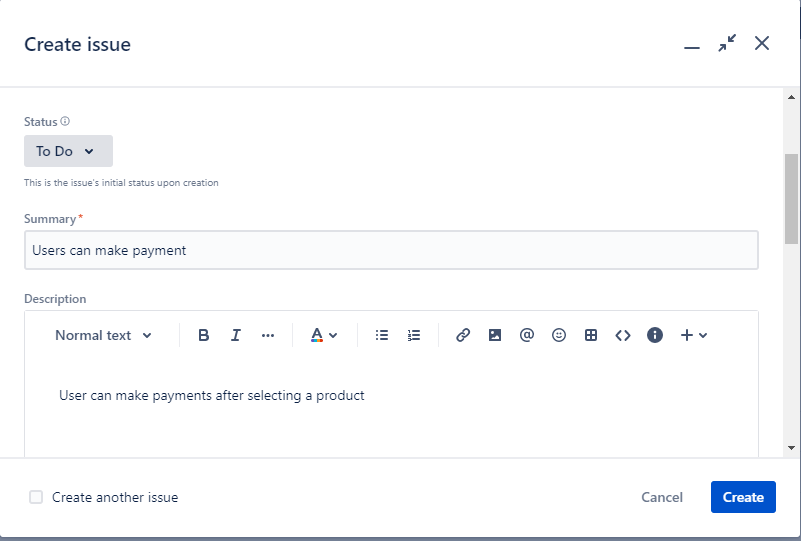 Create issue
Status
To Do
This is the issue's initial status upon creation
Summary*
Users can make payment
Description
Normal text B I ... A @
User can make payments after selecting a product
Create another issue Cancel Create